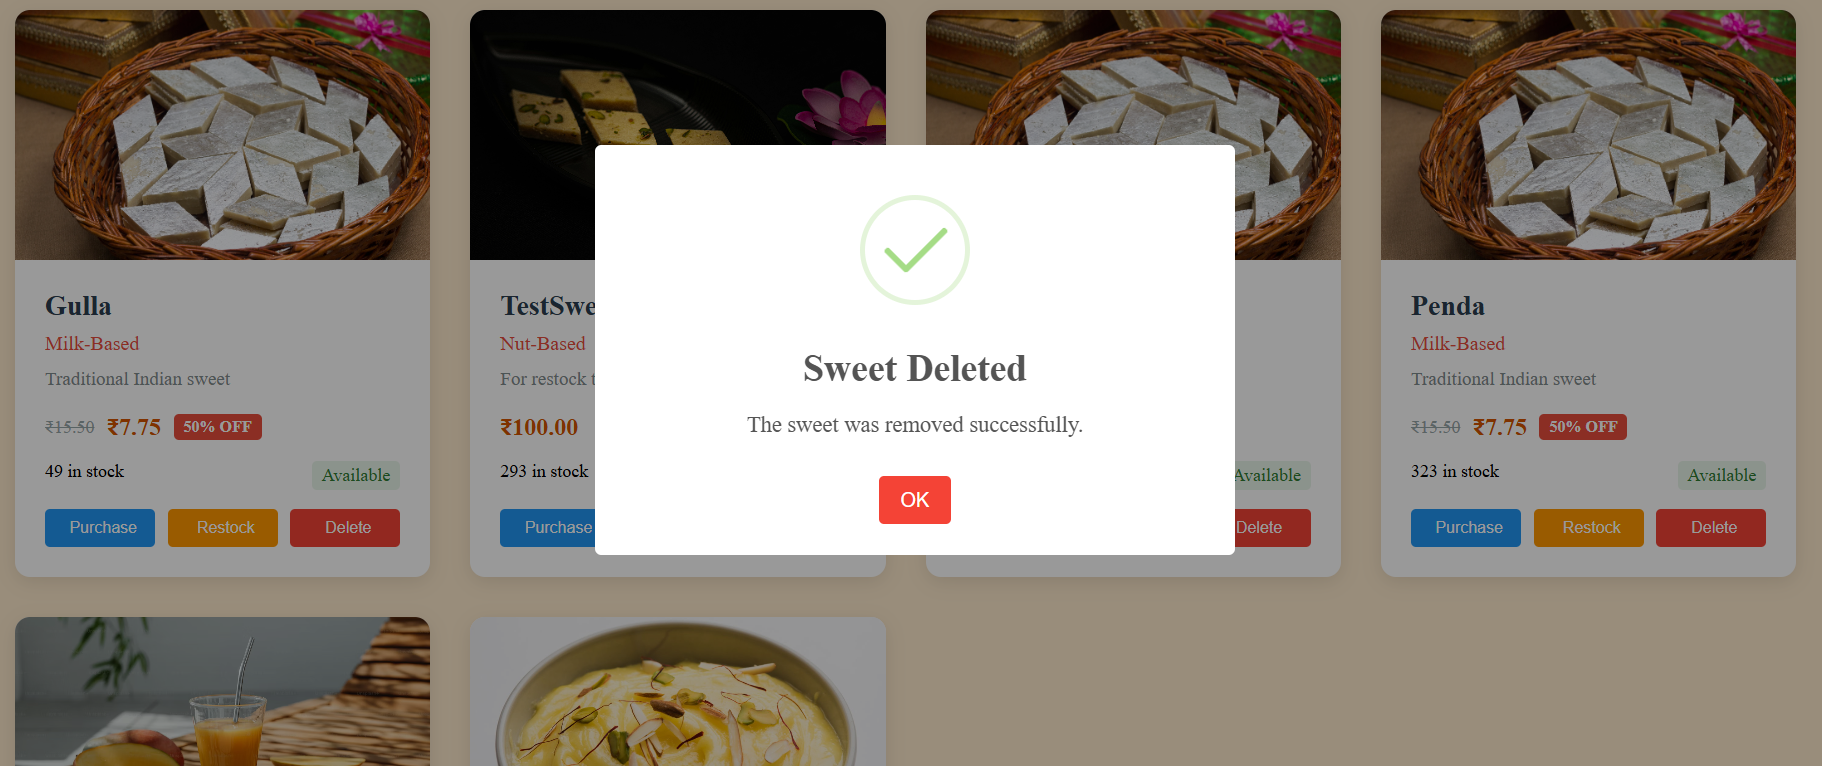 Gulla
Milk-Based
Traditional Indian sweet
₹15.50 ₹7.75 50% OFF
49 in stock Available
Purchase Restock Delete
Nut-Based
For restock
₹100.00
293 in stock
Purchase
Sweet Deleted
The sweet was removed successfully.
OK
Available
Delete
Penda
Milk-Based
Traditional Indian sweet
₹15.50 ₹7.75 50% OFF
323 in stock Available
Purchase Restock Delete